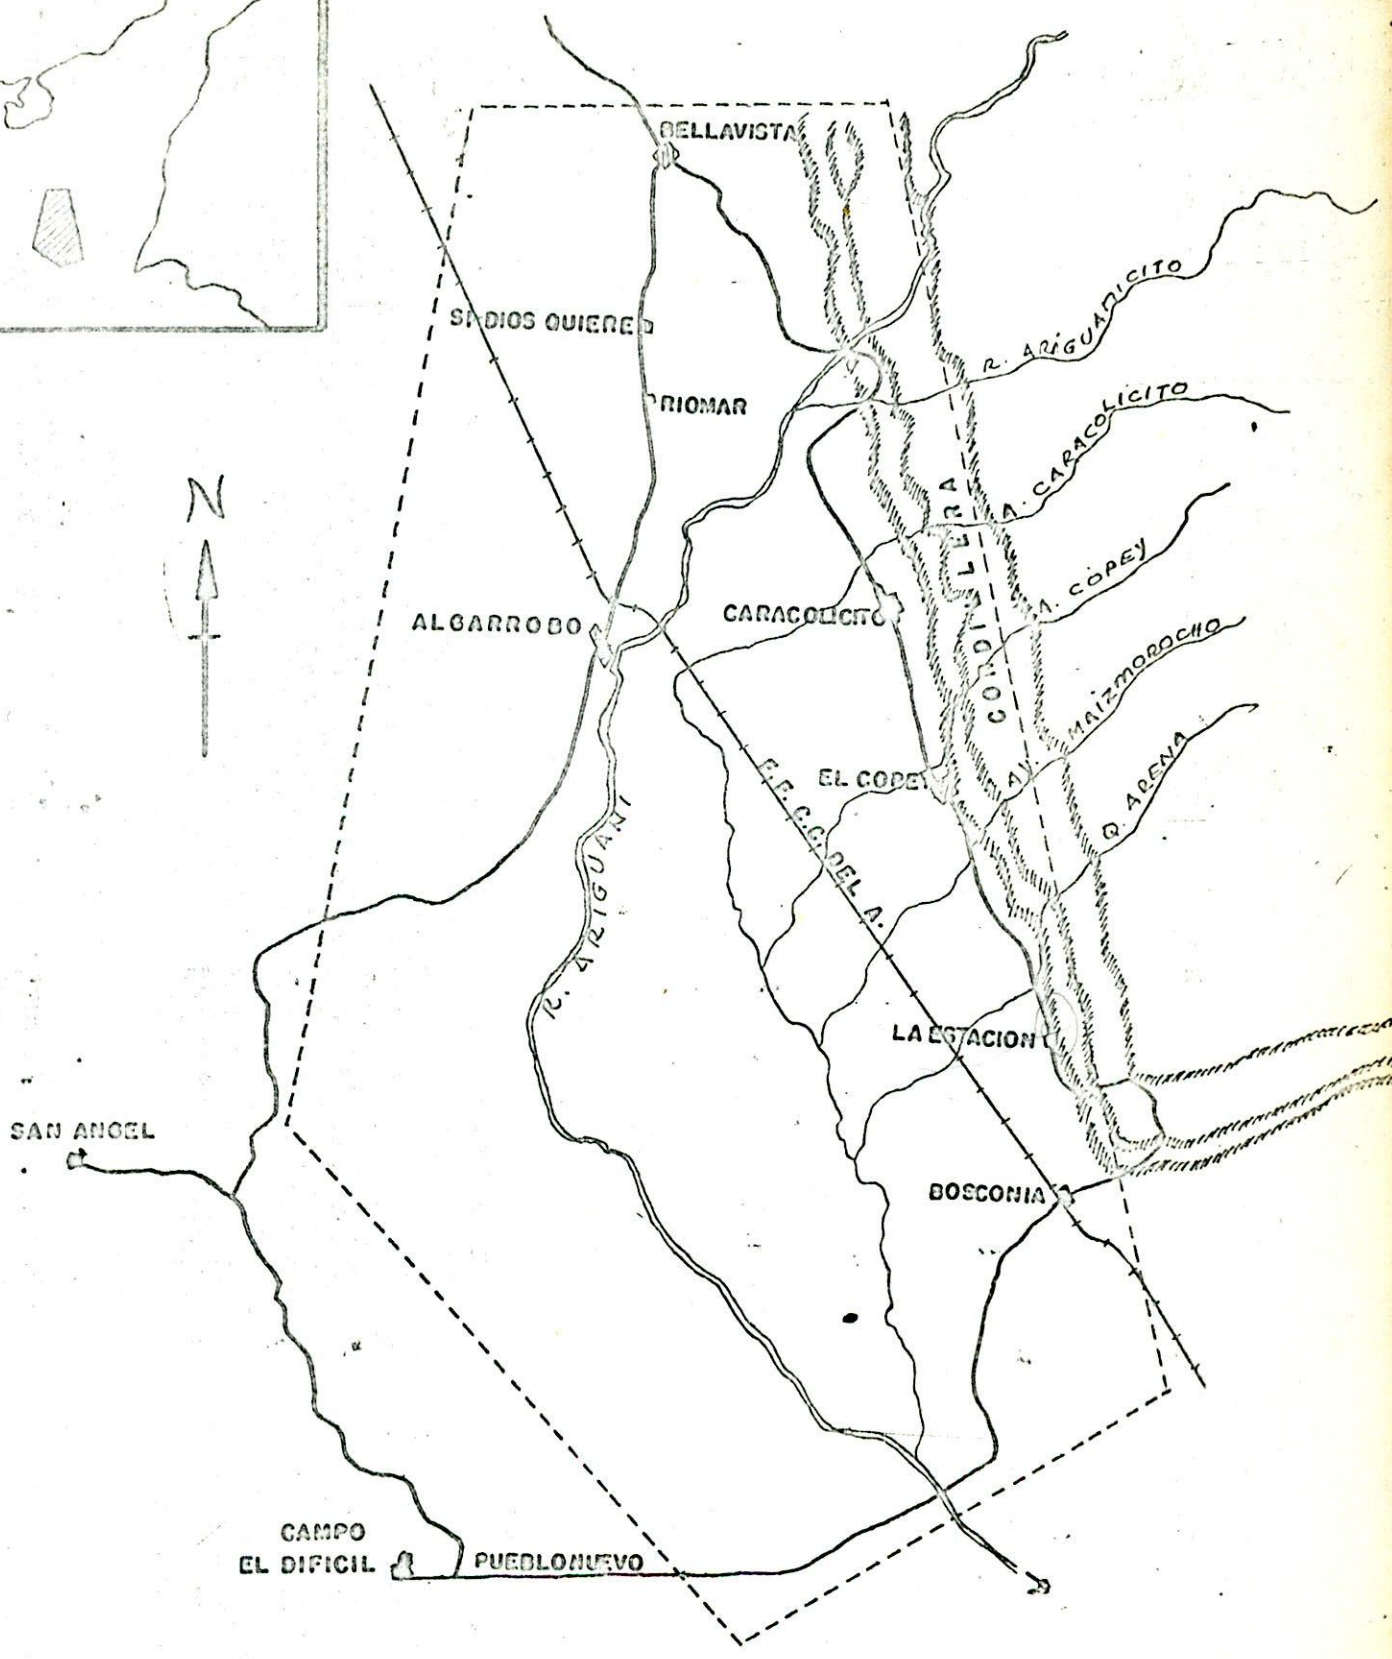 BELLAVISTA
SI DIOS QUIERE
RIOMAR
R. ARIGUANICITO
A. CARACOLICITO
N
CORDILLERA
A. COPEY
ALGARROBO
CARACOLICITO
A. MAIZMOROCHO
Q. ARENA
EL COPEY
F.F. C.C. DEL A.
R. ARIGUANI
LA ESTACION
SAN ANGEL
BOSCONIA
CAMPO
EL DIFICIL
PUEBLONUEVO